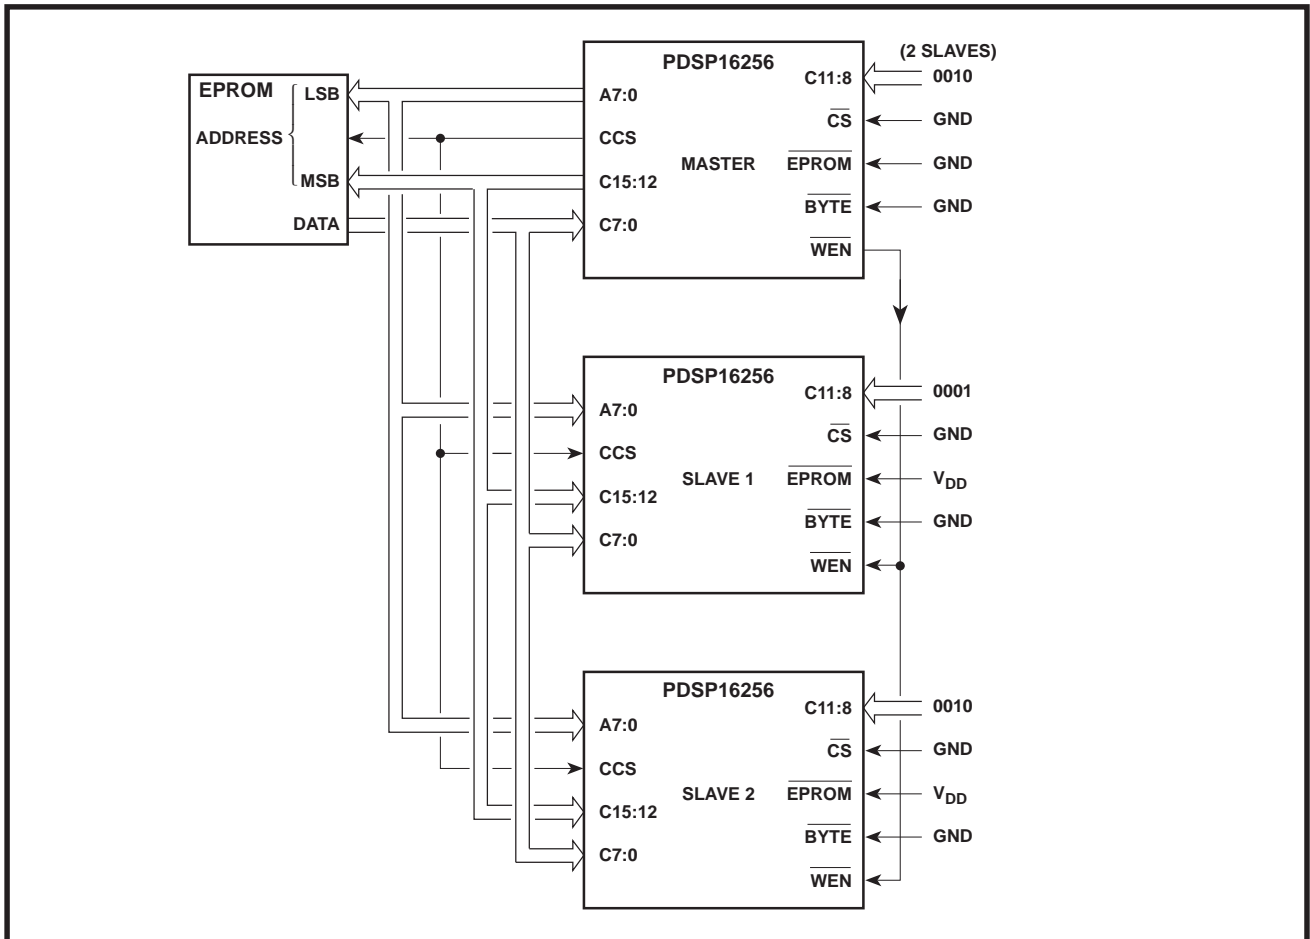 EPROM
LSB
ADDRESS
MSB
DATA
PDSP16256
A7:0
CCS
C15:12
C7:0
MASTER
C11:8
CS
EPROM
BYTE
WEN
(2 SLAVES)
0010
GND
GND
GND
PDSP16256
A7:0
CCS
C15:12
C7:0
SLAVE 1
C11:8
CS
EPROM
BYTE
WEN
0001
GND
VDD
GND
PDSP16256
A7:0
CCS
C15:12
C7:0
SLAVE 2
C11:8
CS
EPROM
BYTE
WEN
0010
GND
VDD
GND